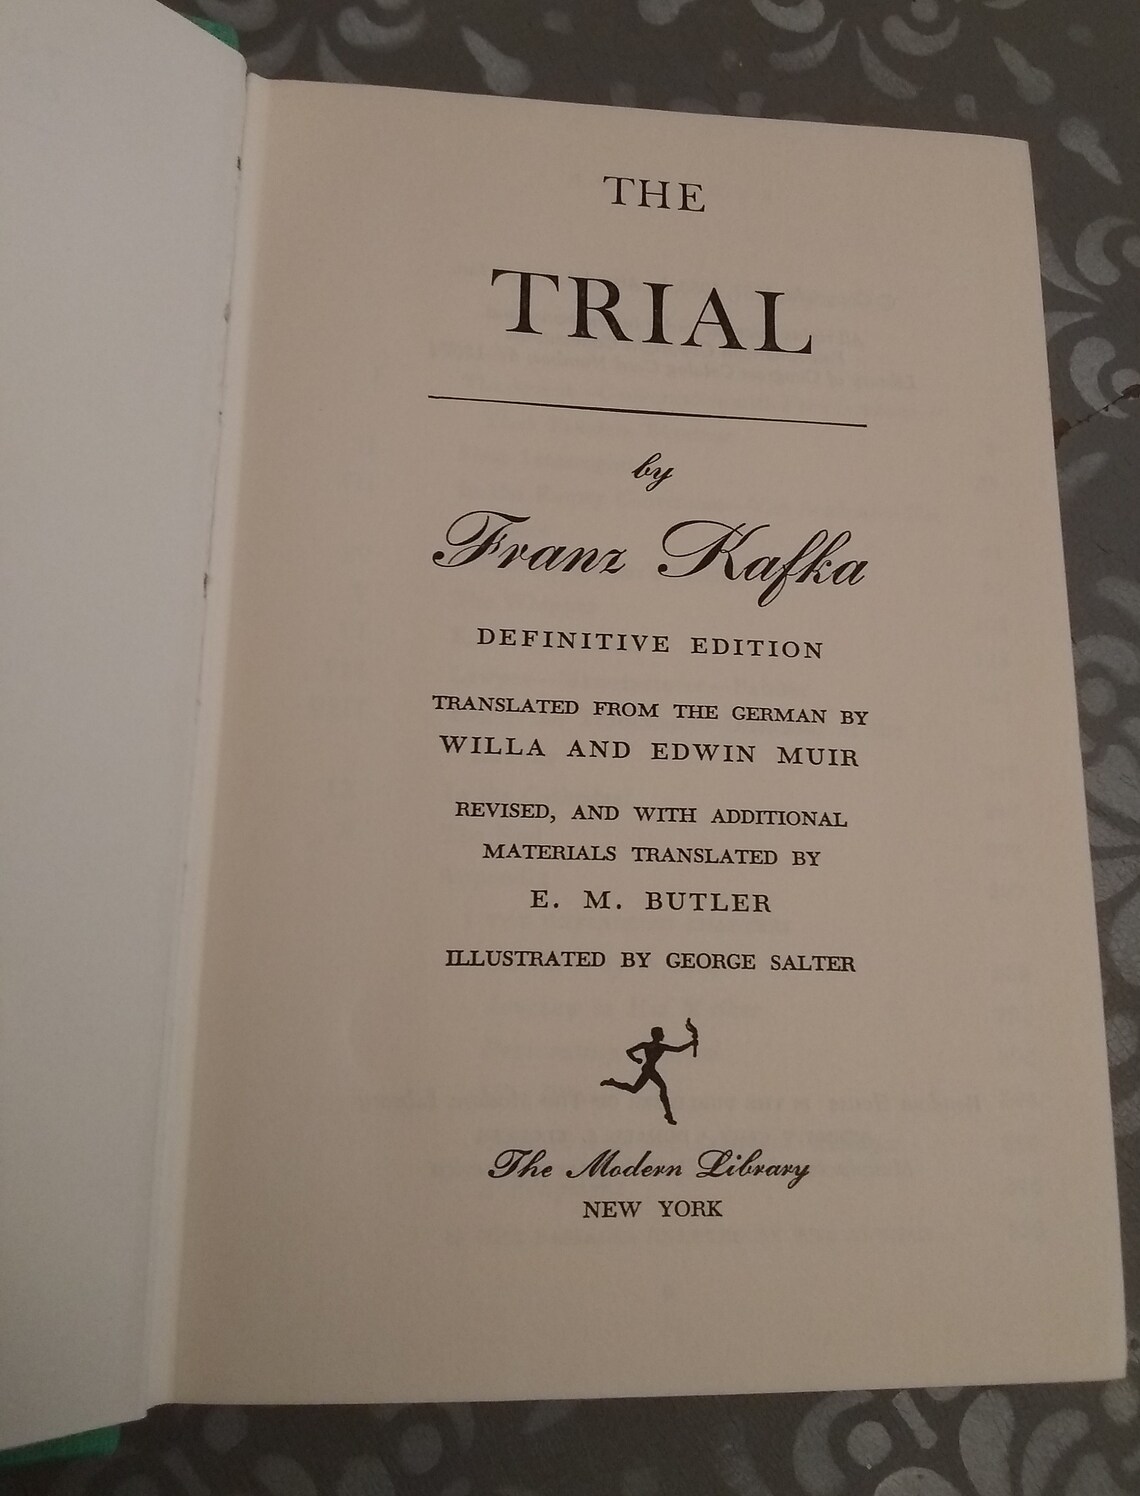 THE
TRIAL
by
Franz Kafka
DEFINITIVE EDITION
TRANSLATED FROM THE GERMAN BY
WILLA AND EDWIN MUIR
REVISED, AND WITH ADDITIONAL
MATERIALS TRANSLATED BY
E. M. BUTLER
ILLUSTRATED BY GEORGE SALTER
The Modern Library
NEW YORK